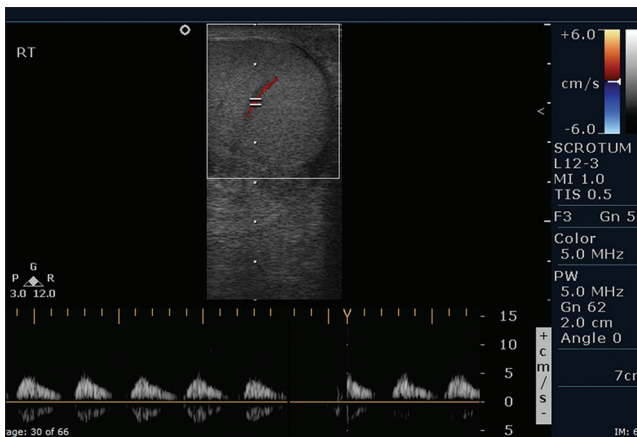 RT
+6.0
cm/s
-6.0
SCROTUM
L12-3
MI 1.0
TIS 0.5
F3 Gn 5
Color
5.0 MHz
PW
5.0 MHz
Gn 62
2.0 cm
Angle 0
7c
G
P R
3.0 12.0
15
10
5
0
5
+cm/s-
age: 30 of 66
IM: 6